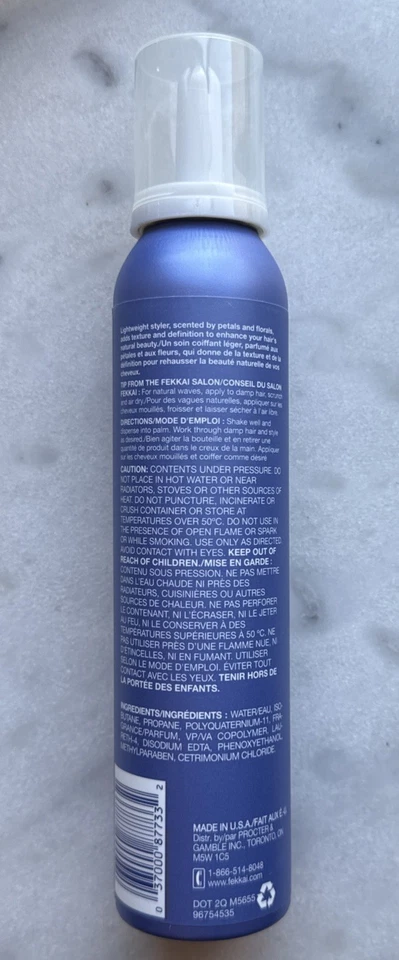 Lightweight styler, scented by petals and florals,
adds texture and definition to enhance your hair's
natural beauty./Un soin coiffant léger, parfumé aux
pétales et aux fleurs, qui donne de la texture et de la
définition pour rehausser la beauté naturelle de vos
cheveux.
TIP FROM THE FEKKAI SALON/CONSEIL DU SALON
FEKKAI : For natural waves, apply to damp hair, scrunch
and air dry./Pour des vagues naturelles, appliquer sur les
cheveux mouillés, froisser et laisser sécher à l'air libre.
DIRECTIONS/MODE D'EMPLOI : Shake well and
dispense into palm. Work through damp hair and style
as desired./Bien agiter la bouteille et en retirer une
quantité de produit dans le creux de la main. Appliquer
sur les cheveux mouillés et coiffer comme désiré
CAUTION: CONTENTS UNDER PRESSURE. DO
NOT PLACE IN HOT WATER OR NEAR
RADIATORS, STOVES OR OTHER SOURCES OF
HEAT. DO NOT PUNCTURE, INCINERATE OR
CRUSH CONTAINER OR STORE AT
TEMPERATURES OVER 50°C. DO NOT USE IN
THE PRESENCE OF OPEN FLAME OR SPARK
OR WHILE SMOKING. USE ONLY AS DIRECTED.
AVOID CONTACT WITH EYES. KEEP OUT OF
REACH OF CHILDREN./MISE EN GARDE :
CONTENU SOUS PRESSION. NE PAS METTRE
DANS L'EAU CHAUDE NI PRÈS DES
RADIATEURS, CUISINIÈRES OU AUTRES
SOURCES DE CHALEUR. NE PAS PERFORER
LE CONTENANT, NI L'ÉCRASER, NI LE JETER
AU FEU, NI LE CONSERVER À DES
TEMPÉRATURES SUPÉRIEURES À 50 °C. NE
PAS UTILISER PRÈS D'UNE FLAMME NUE, NI
D'ÉTINCELLES, NI EN FUMANT. UTILISER
SELON LE MODE D'EMPLOI. ÉVITER TOUT
CONTACT AVEC LES YEUX. TENIR HORS DE
LA PORTÉE DES ENFANTS.
INGREDIENTS/INGRÉDIENTS : WATER/EAU, ISO-
BUTANE, PROPANE, POLYQUATERNIUM-11, FRA-
GRANCE/PARFUM, VP/VA COPOLYMER, LAU-
RETH-4, DISODIUM EDTA, PHENOXYETHANOL,
METHYLPARABEN, CETRIMONIUM CHLORIDE.
0 37000 87733 2
MADE IN U.S.A./FAIT AUX É.-U.
Distr. by/par PROCTER &
GAMBLE INC., TORONTO, ON
M5W 1C5
1-866-514-8048
www.fekkai.com
DOT 2Q M5655
96754535